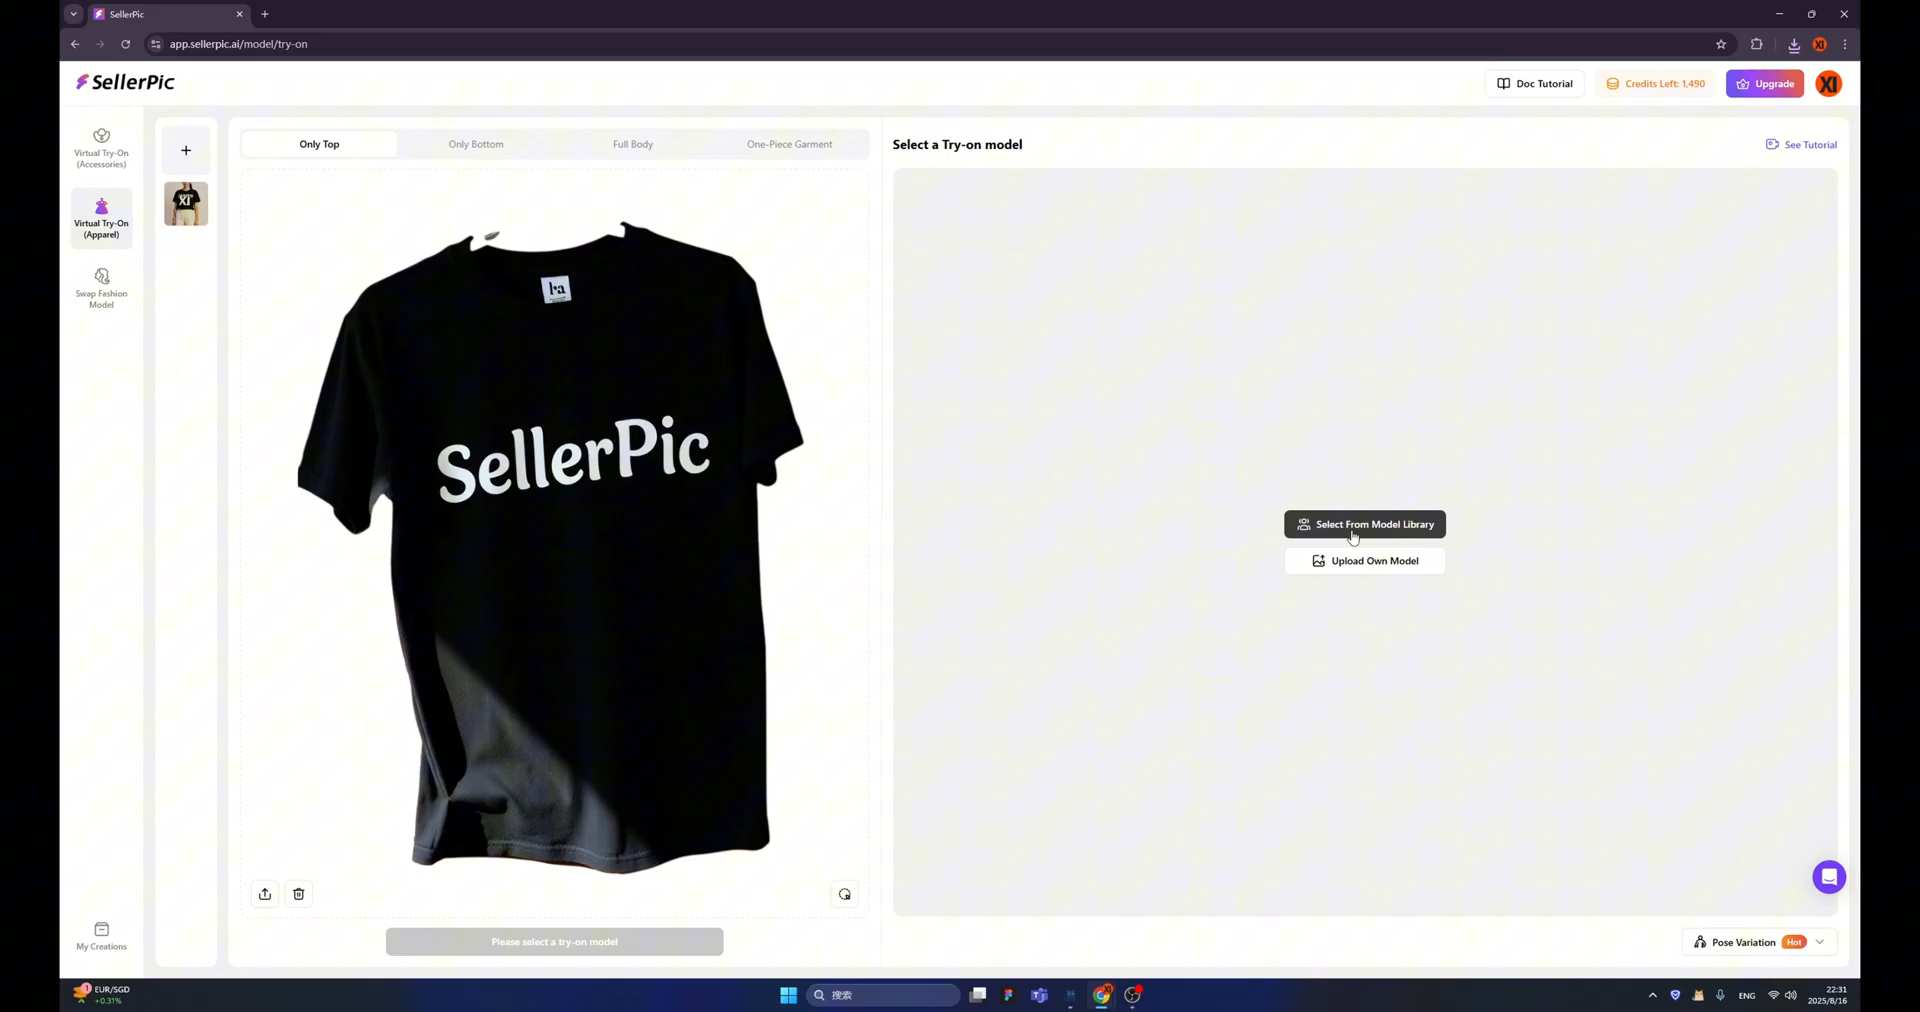 SellerPic
app.sellerpic.ai/model/try-on
SellerPic
Doc Tutorial
Credits Left: 1,490
Upgrade
XI
Virtual Try-On
(Accessories)
Virtual Try-On
(Apparel)
Swap Fashion
Model
My Creations
XI
Only Top
Only Bottom
Full Body
One-Piece Garment
SellerPic
Please select a try-on model
Select a Try-on model
See Tutorial
Select From Model Library
Upload Own Model
Pose Variation
Hot
1
EUR/SGD
+0.31%
搜索
ENG
22:31
2025/8/16